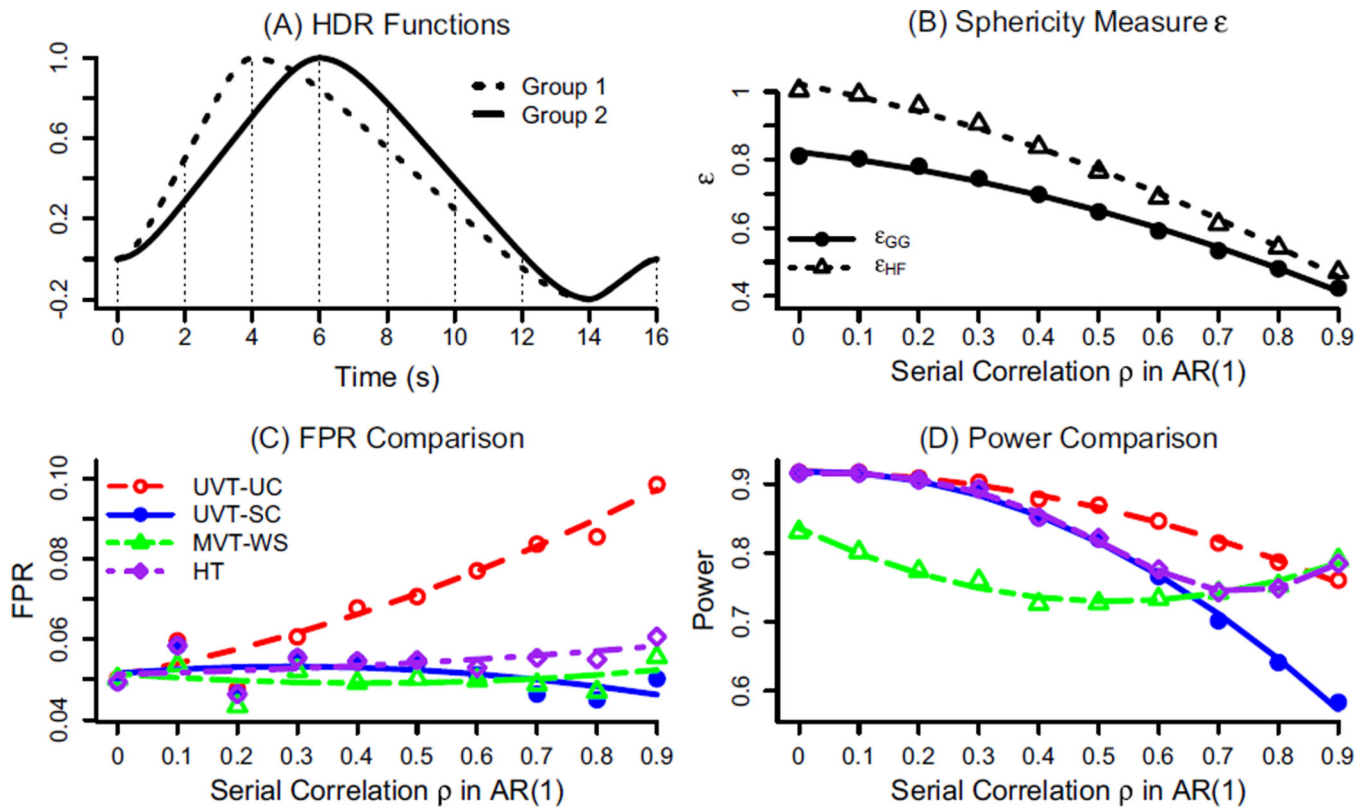 (A) HDR Functions
1.0
0.6
0.2
-0.2
Group 1
Group 2
0 2 4 6 8 10 12 14 16
Time (s)
(B) Sphericity Measure ε
ε
1
0.8
0.6
0.4
εGG
εHF
0 0.1 0.2 0.3 0.4 0.5 0.6 0.7 0.8 0.9
Serial Correlation ρ in AR(1)
(C) FPR Comparison
FPR
0.10
0.08
0.06
0.04
UVT-UC
UVT-SC
MVT-WS
HT
0 0.1 0.2 0.3 0.4 0.5 0.6 0.7 0.8 0.9
Serial Correlation ρ in AR(1)
(D) Power Comparison
Power
0.9
0.8
0.7
0.6
0 0.1 0.2 0.3 0.4 0.5 0.6 0.7 0.8 0.9
Serial Correlation ρ in AR(1)